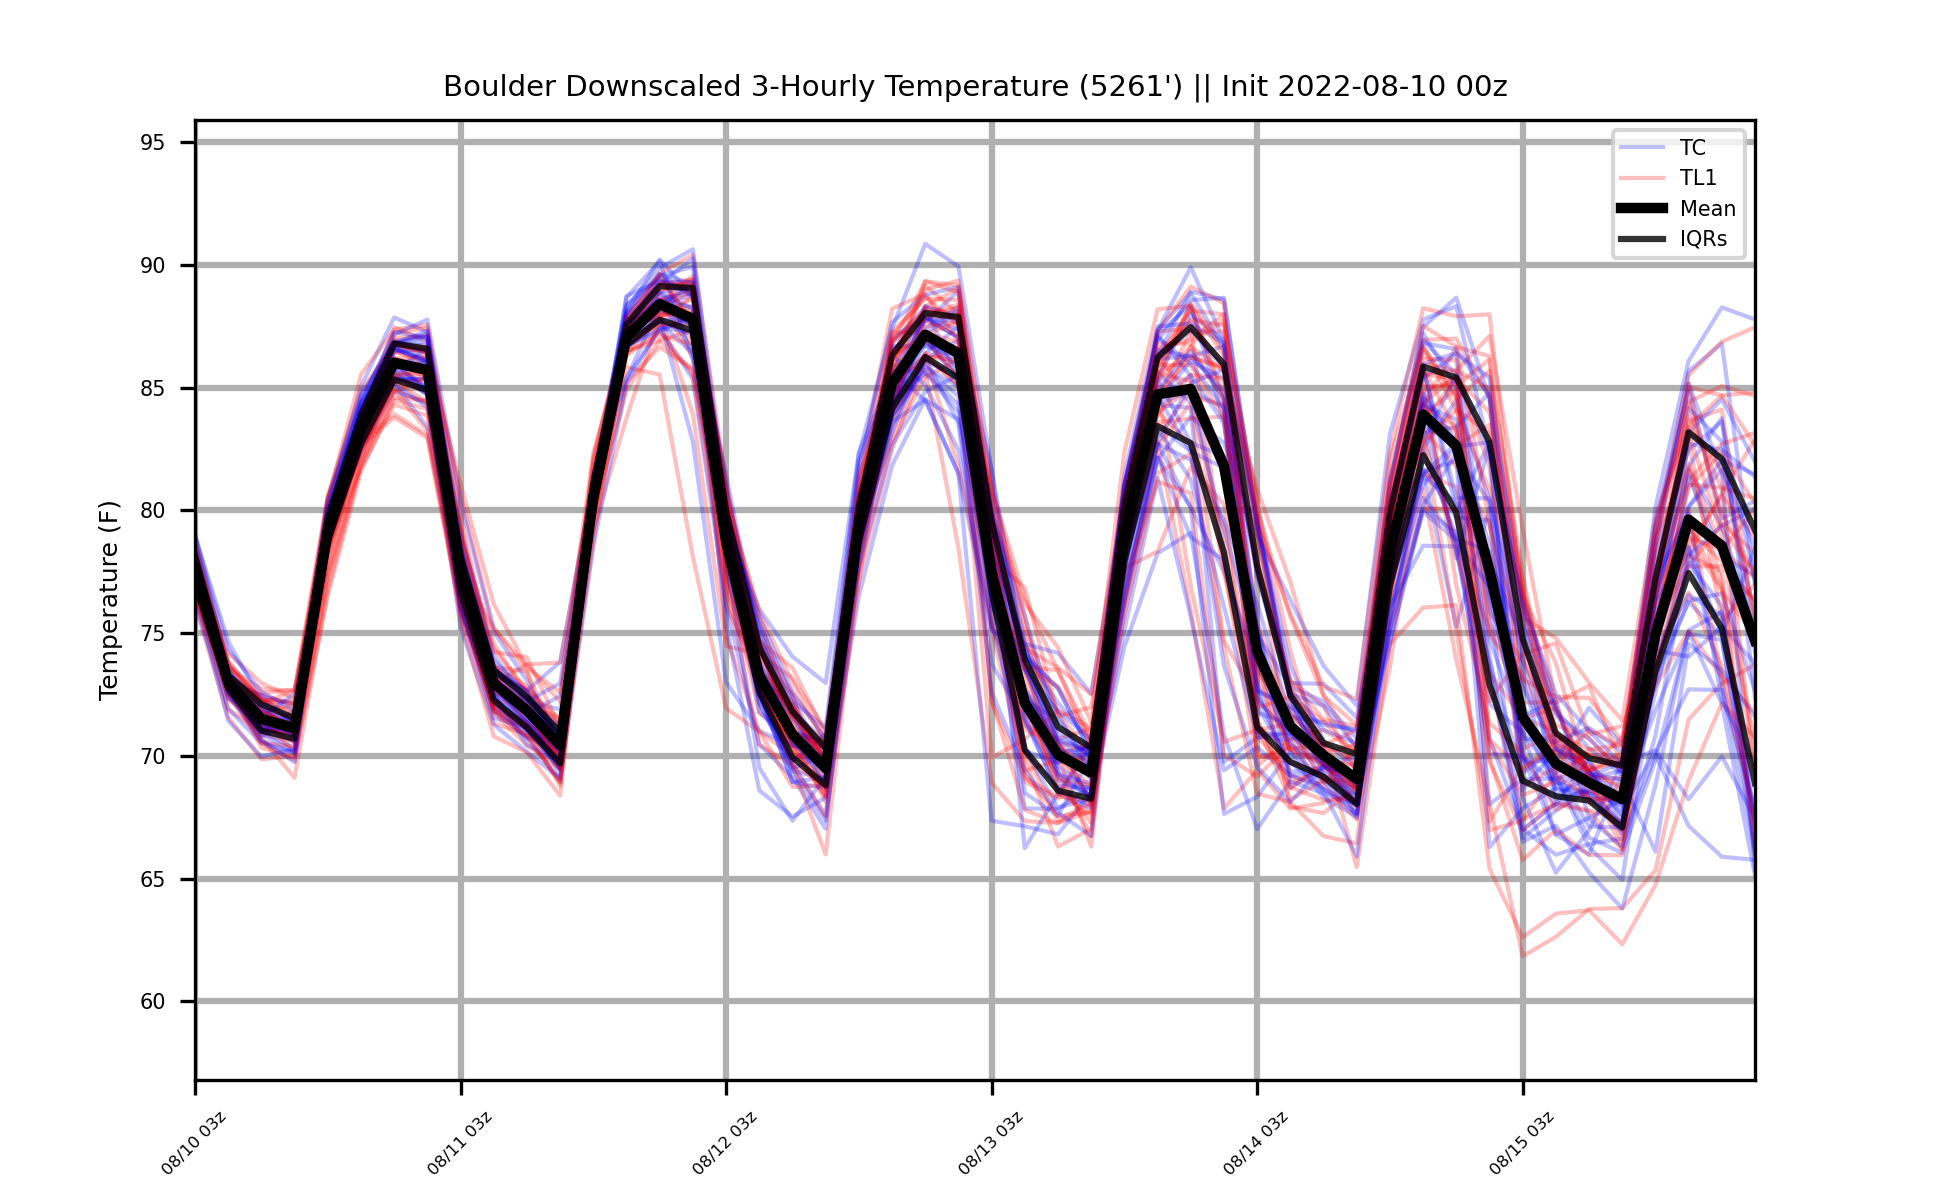 Boulder Downscaled 3-Hourly Temperature (5261') || Init 2022-08-10 00z
TC
TL1
Mean
IQRs
Temperature (F)
95
90
85
80
75
70
65
60
08/10 03z
08/11 03z
08/12 03z
08/13 03z
08/14 03z
08/15 03z